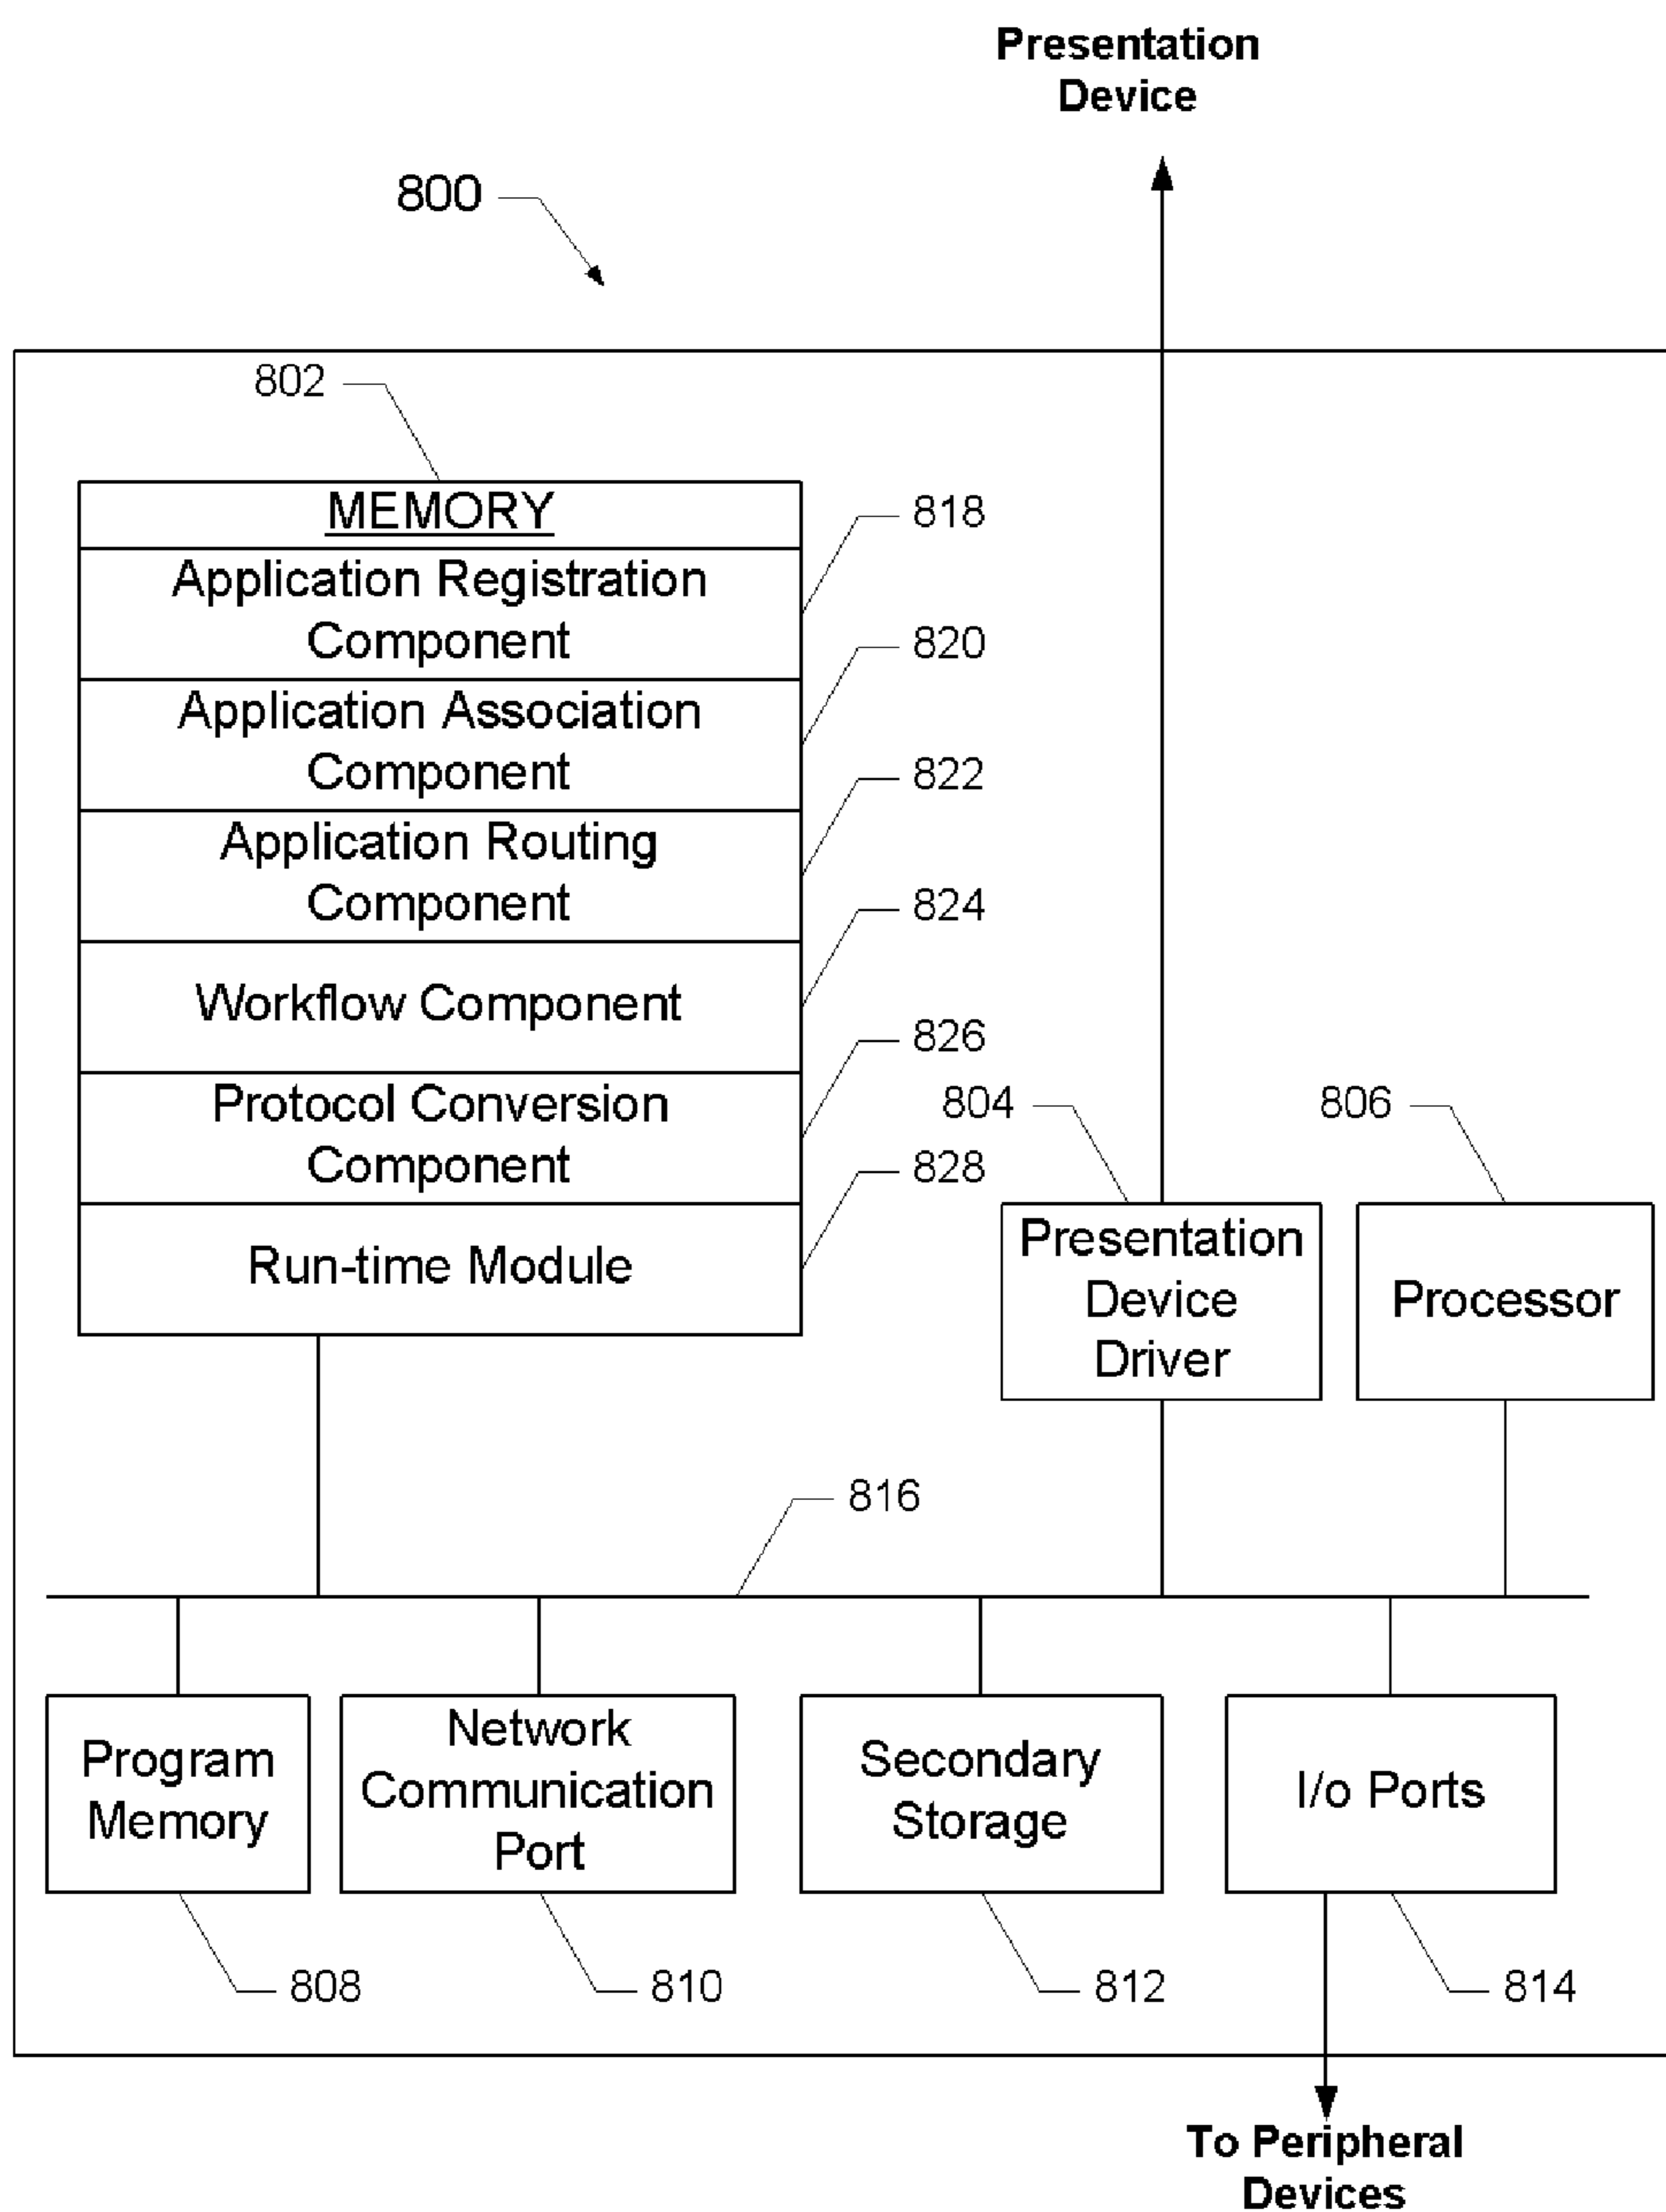 Presentation
Device
800
802
MEMORY
818
Application Registration
Component
820
Application Association
Component
822
Application Routing
Component
824
Workflow Component
826
Protocol Conversion
Component
828
Run-time Module
804
806
Presentation
Device
Driver
Processor
816
Program
Memory
Network
Communication
Port
Secondary
Storage
I/o Ports
808
810
812
814
To Peripheral
Devices